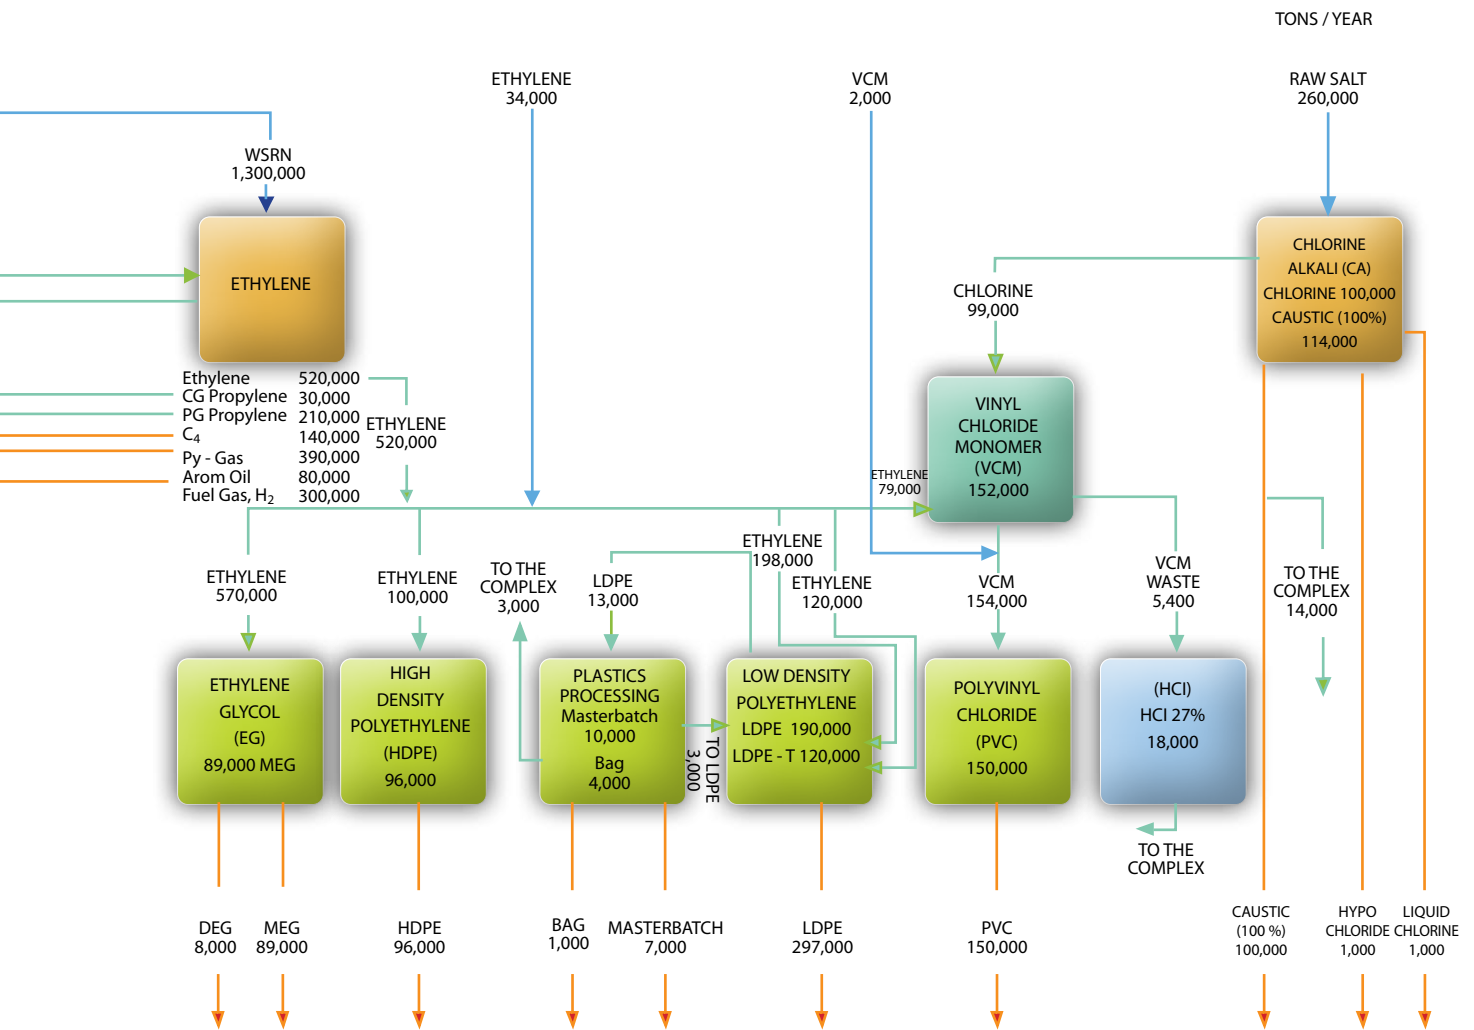 TONS / YEAR
ETHYLENE
34,000
VCM
2,000
RAW SALT
260,000
WSRN
1,300,000
ETHYLENE
CHLORINE
ALKALI (CA)
CHLORINE 100,000
CAUSTIC (100%)
114,000
CHLORINE
99,000
Ethylene 520,000
CG Propylene 30,000
PG Propylene 210,000
C4 140,000
Py - Gas 390,000
Arom Oil 80,000
Fuel Gas, H2 300,000
ETHYLENE
520,000
VINYL
CHLORIDE
MONOMER
(VCM)
152,000
ETHYLENE
79,000
ETHYLENE
570,000
ETHYLENE
100,000
TO THE
COMPLEX
3,000
LDPE
13,000
ETHYLENE
198,000
ETHYLENE
120,000
VCM
154,000
VCM
WASTE
5,400
TO THE
COMPLEX
14,000
ETHYLENE
GLYCOL
(EG)
89,000 MEG
HIGH
DENSITY
POLYETHYLENE
(HDPE)
96,000
PLASTICS
PROCESSING
Masterbatch
10,000
Bag
4,000
TO LDPE
3,000
LOW DENSITY
POLYETHYLENE
LDPE 190,000
LDPE - T 120,000
POLYVINYL
CHLORIDE
(PVC)
150,000
(HCI)
HCI 27%
18,000
TO THE
COMPLEX
DEG
8,000
MEG
89,000
HDPE
96,000
BAG
1,000
MASTERBATCH
7,000
LDPE
297,000
PVC
150,000
CAUSTIC
(100 %)
100,000
HYPO
CHLORIDE
1,000
LIQUID
CHLORINE
1,000